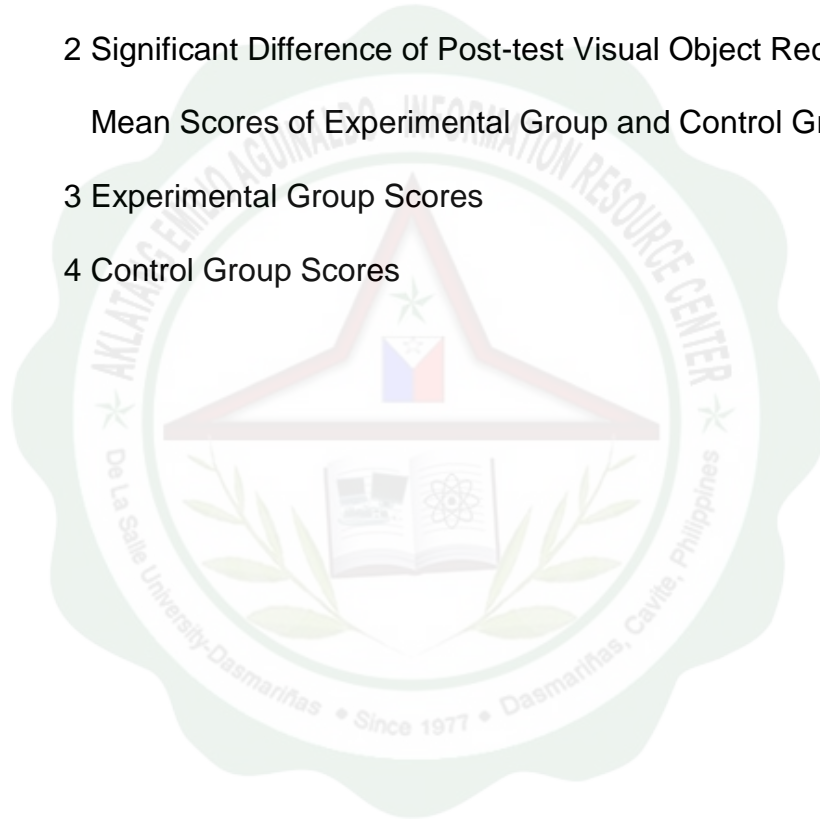 2 Significant Difference of Post-test Visual Object
Mean Scores of Experimental Group and Control
3 Experimental Group Scores
4 Control Group Scores
AKLATANG EMILIO AGUINALDO - INFORMATION RESOURCE CENTER
De La Salle University-Dasmariñas • Since 1977 • Dasmariñas, Cavite, Philippines